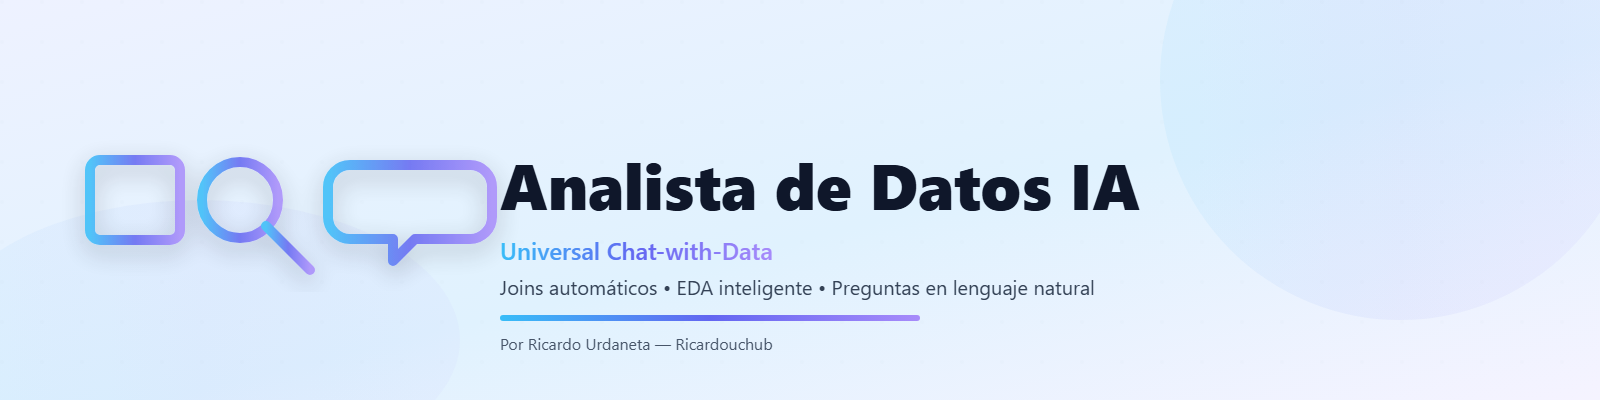 Analista de Datos IA
Universal Chat-with-Data
Joins automáticos • EDA inteligente • Preguntas en lenguaje natural
Por Ricardo Urdaneta — Ricardouchub